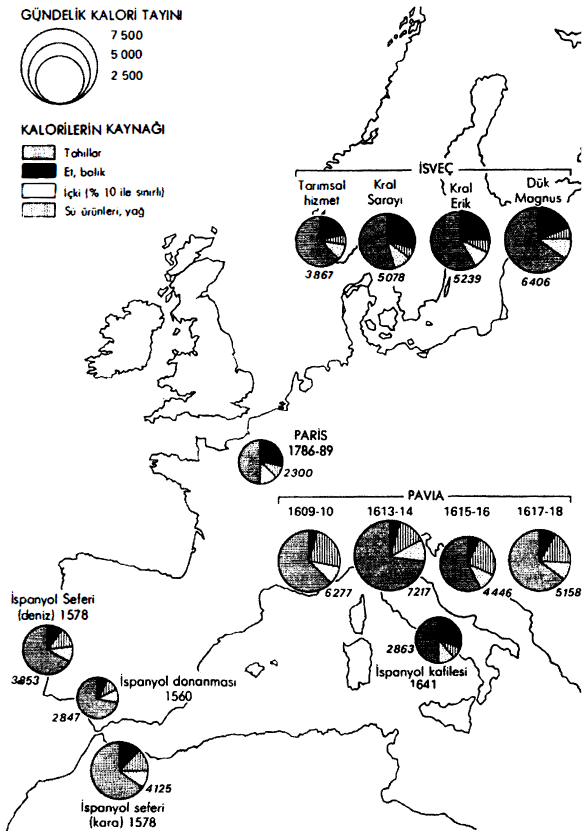 GÜNDELİK KALORİ TAYINI
7 500
5 000
2 500
KALORİLERİN KAYNAĞI
Tahıllar
Et, balık
İçki (% 10 ile sınırlı)
Sü ürünleri, yağ
İSVEÇ
Tarımsal
hizmet
3867
Kral
Sarayı
5078
Kral
Erik
5239
Dük
Magnus
6406
PARİS
1786-89
2300
PAVIA
1609-10
6277
1613-14
7217
1615-16
4446
1617-18
5158
İspanyol Seferi
(deniz) 1578
3853
İspanyol donanması
1560
2847
2863
İspanyol kafilesi
1641
4125
İspanyol seferi
(kara) 1578